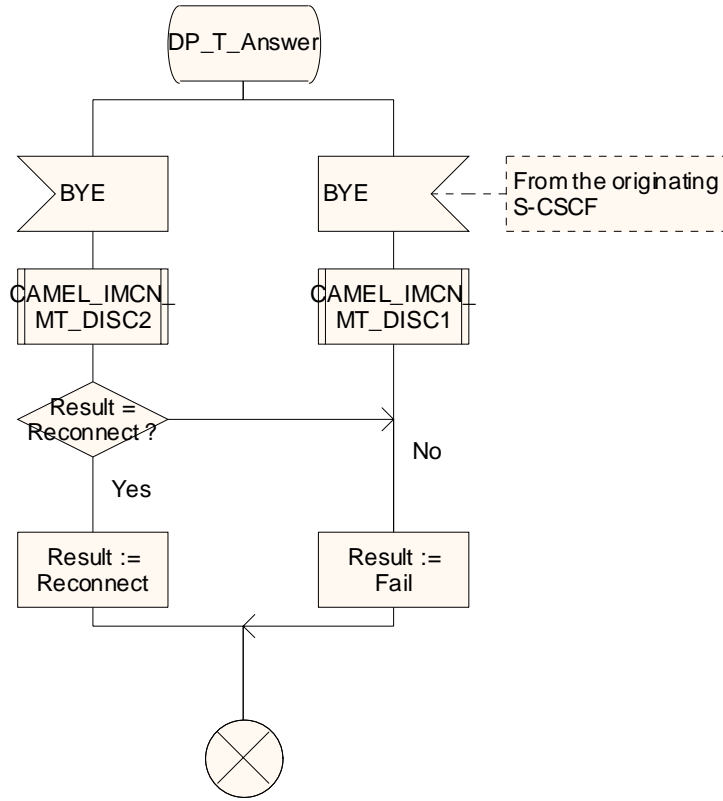 DP_T_Answer
BYE
BYE
From the originating
S-CSCF
CAMEL_IMCN_
MT_DISC2
CAMEL_IMCN_
MT_DISC1
Result =
Reconnect ?
No
Yes
Result :=
Reconnect
Result :=
Fail